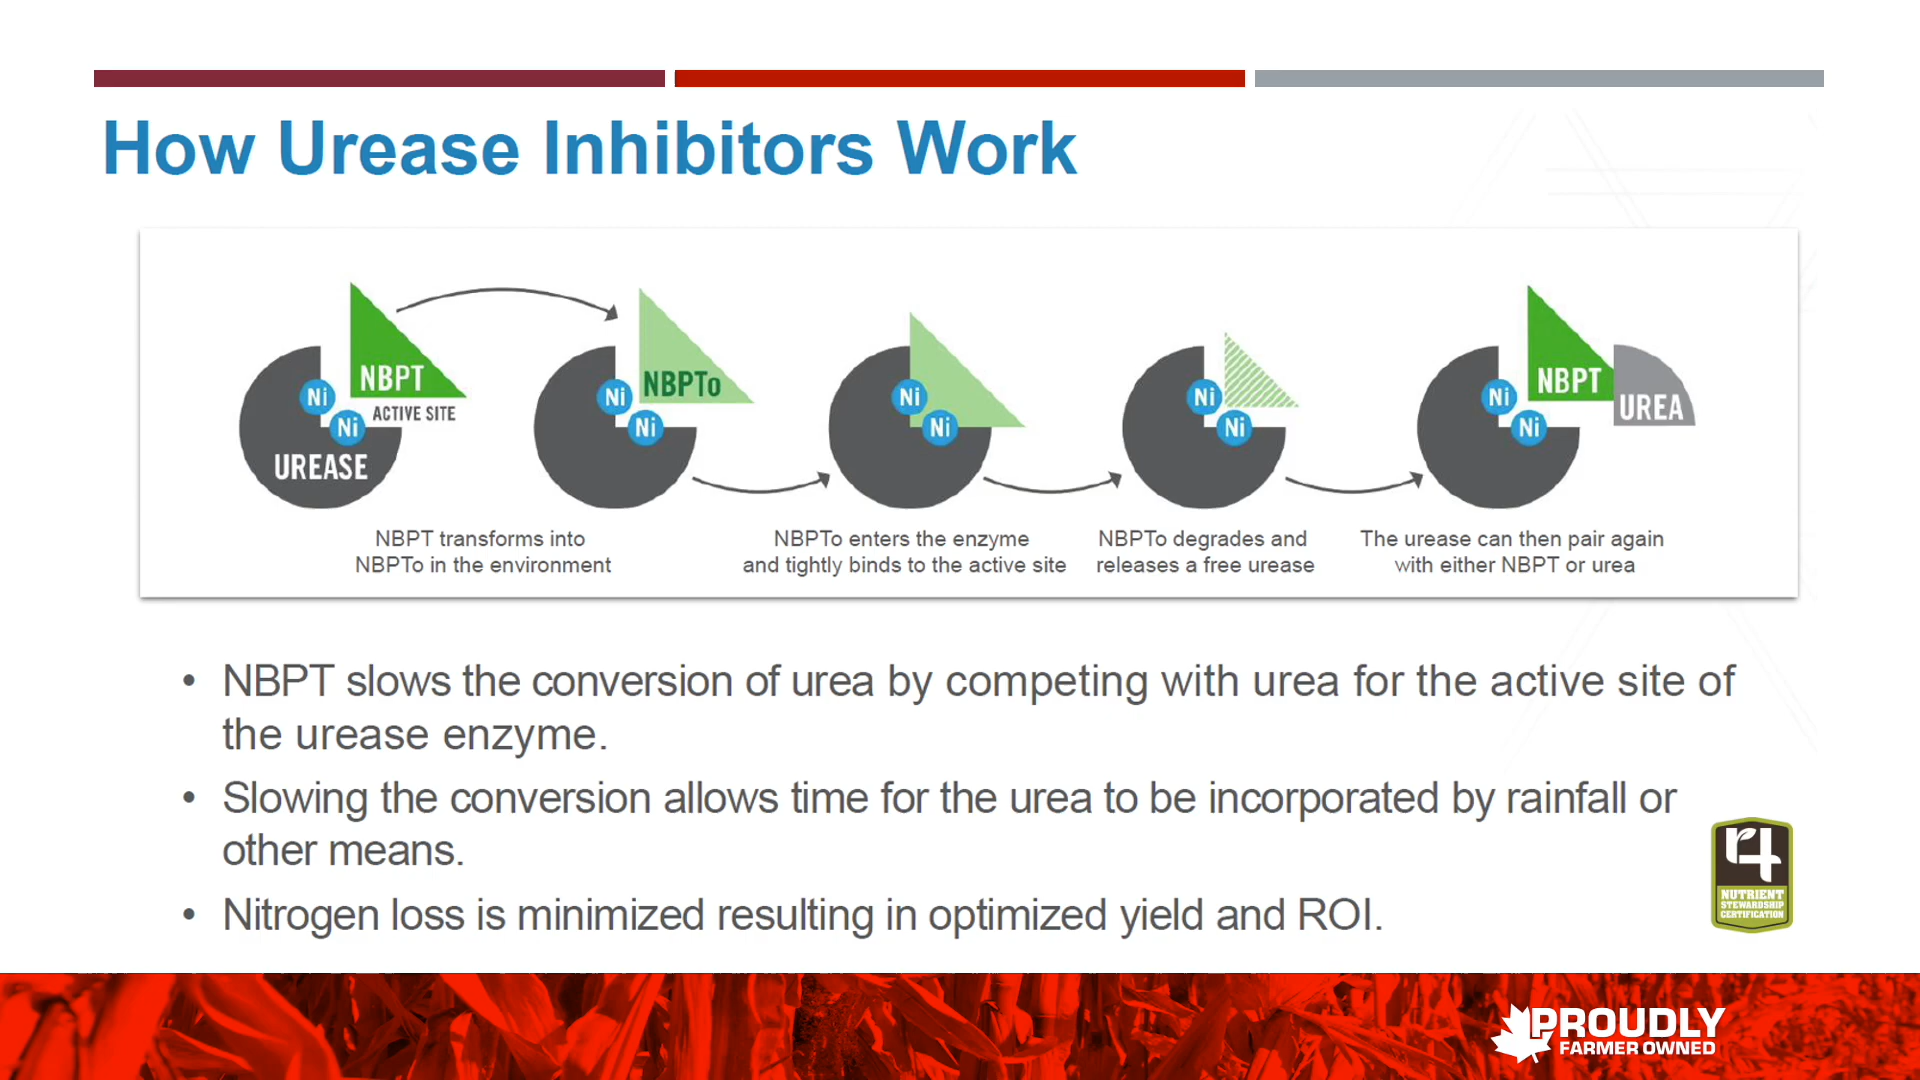 How Urease Inhibitors Work
NBPT
ACTIVE SITE
Ni
Ni
UREASE
NBPTo
Ni
Ni
Ni
Ni
Ni
Ni
NBPT
UREA
Ni
Ni
NBPT transforms into
NBPTo in the environment
NBPTo enters the enzyme
and tightly binds to the active site
NBPTo degrades and
releases a free urease
The urease can then pair again
with either NBPT or urea
• NBPT slows the conversion of urea by competing with urea for the active site of
the urease enzyme.
• Slowing the conversion allows time for the urea to be incorporated by rainfall or
other means.
• Nitrogen loss is minimized resulting in optimized yield and ROI.
r4
NUTRIENT
STEWARDSHIP
CERTIFICATION
PROUDLY
FARMER OWNED